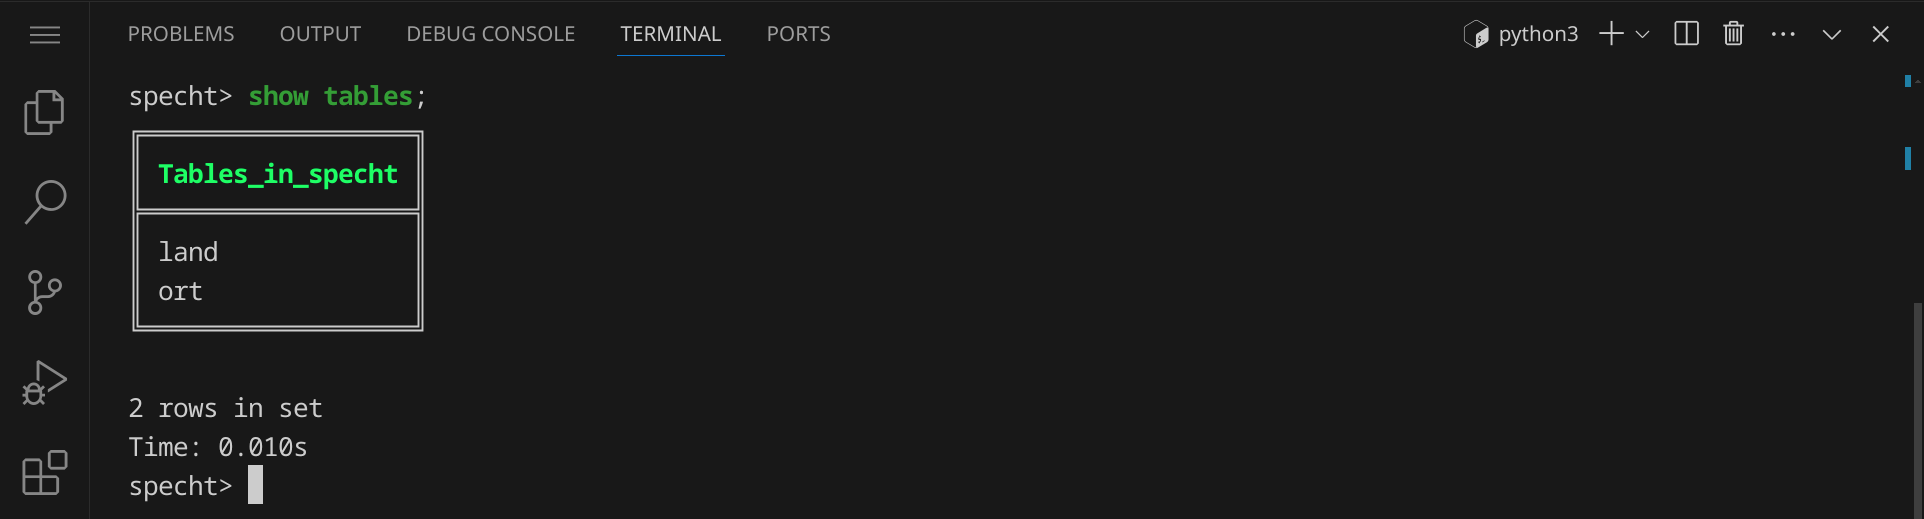 PROBLEMS OUTPUT DEBUG CONSOLE TERMINAL PORTS python3
specht> show tables;
Tables_in_specht
land
ort
2 rows in set
Time: 0.010s
specht>